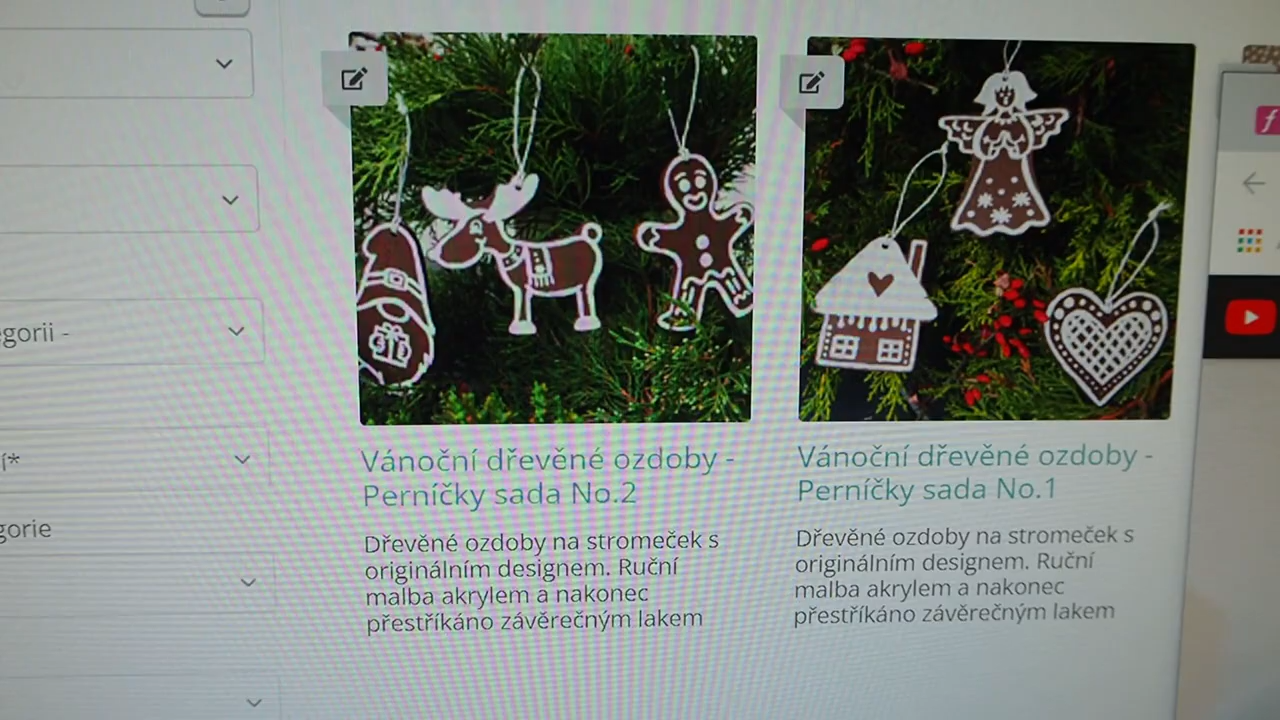 egorii -
í*
gorie
Vánoční dřevěné ozdoby -
Perníčky sada No.2
Dřevěné ozdoby na stromeček s
originálním designem. Ruční
malba akrylem a nakonec
přestříkáno závěrečným lakem
Vánoční dřevěné ozdoby -
Perníčky sada No.1
Dřevěné ozdoby na stromeček s
originálním designem. Ruční
malba akrylem a nakonec
přestříkáno závěrečným lakem
f